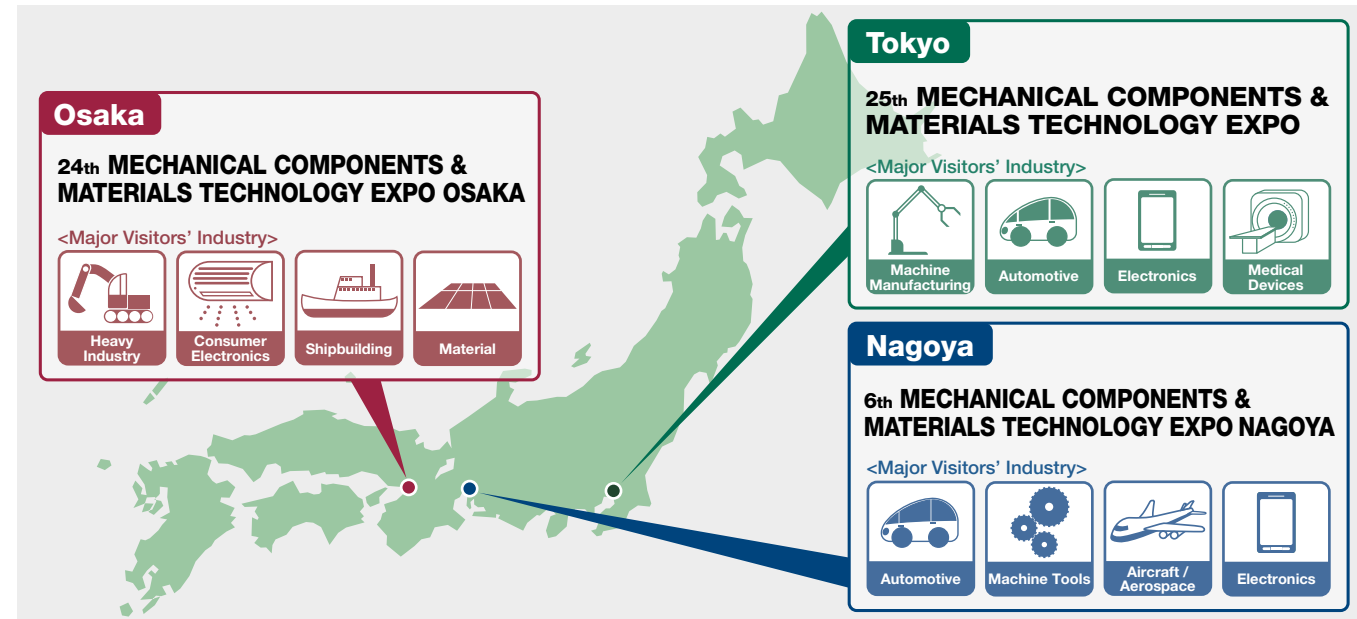 Osaka
24th MECHANICAL COMPONENTS &
MATERIALS TECHNOLOGY EXPO OSAKA
<Major Visitors’ Industry>
Heavy
Industry
Consumer
Electronics
Shipbuilding
Material
Tokyo
25th MECHANICAL COMPONENTS &
MATERIALS TECHNOLOGY EXPO
<Major Visitors’ Industry>
Machine
Manufacturing
Automotive
Electronics
Medical
Devices
Nagoya
6th MECHANICAL COMPONENTS &
MATERIALS TECHNOLOGY EXPO NAGOYA
<Major Visitors’ Industry>
Automotive
Machine Tools
Aircraft /
Aerospace
Electronics